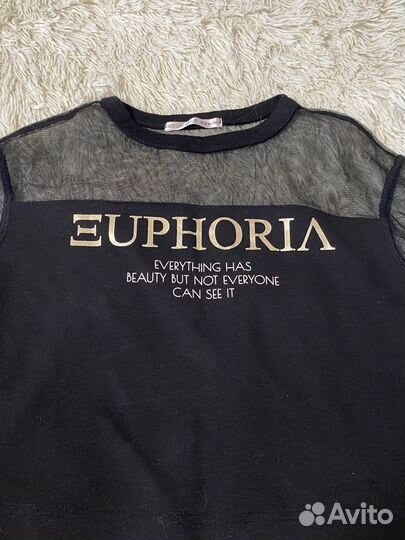 ΞUPHORIΛ
EVERYTHING HAS
BEAUTY BUT NOT EVERYONE
CAN SEE IT
Avito